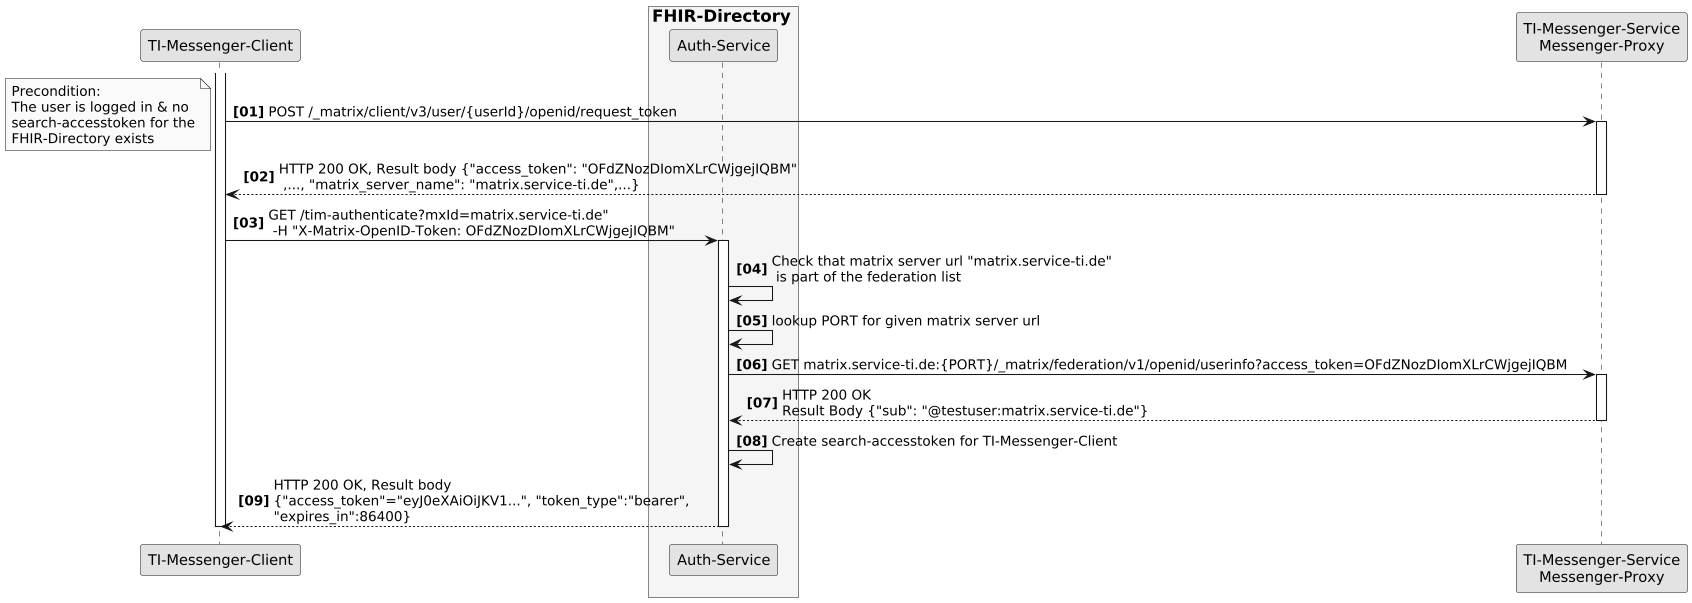 FHIR-Directory
TI-Messenger-Client
Auth-Service
TI-Messenger-Service
Messenger-Proxy
Precondition:
The user is logged in & no
search-accesstoken for the
FHIR-Directory exists
[01] POST /_matrix/client/v3/user/{userId}/openid/request_token
[02] HTTP 200 OK, Result body {"access_token": "OFdZNozDIomXLrCWjgejIQBM"
,..., "matrix_server_name": "matrix.service-ti.de",...}
[03] GET /tim-authenticate?mxId=matrix.service-ti.de"
-H "X-Matrix-OpenID-Token: OFdZNozDIomXLrCWjgejIQBM"
[04] Check that matrix server url "matrix.service-ti.de"
is part of the federation list
[05] lookup PORT for given matrix server url
[06] GET matrix.service-ti.de:{PORT}/_matrix/federation/v1/openid/userinfo?access_token=OFdZNozDIomXLrCWjgejIQBM
[07] HTTP 200 OK
Result Body {"sub": "@testuser:matrix.service-ti.de"}
[08] Create search-accesstoken for TI-Messenger-Client
[09] HTTP 200 OK, Result body
{"access_token"="eyJ0eXAiOiJKV1...", "token_type":"bearer",
"expires_in":86400}
TI-Messenger-Client
Auth-Service
TI-Messenger-Service
Messenger-Proxy